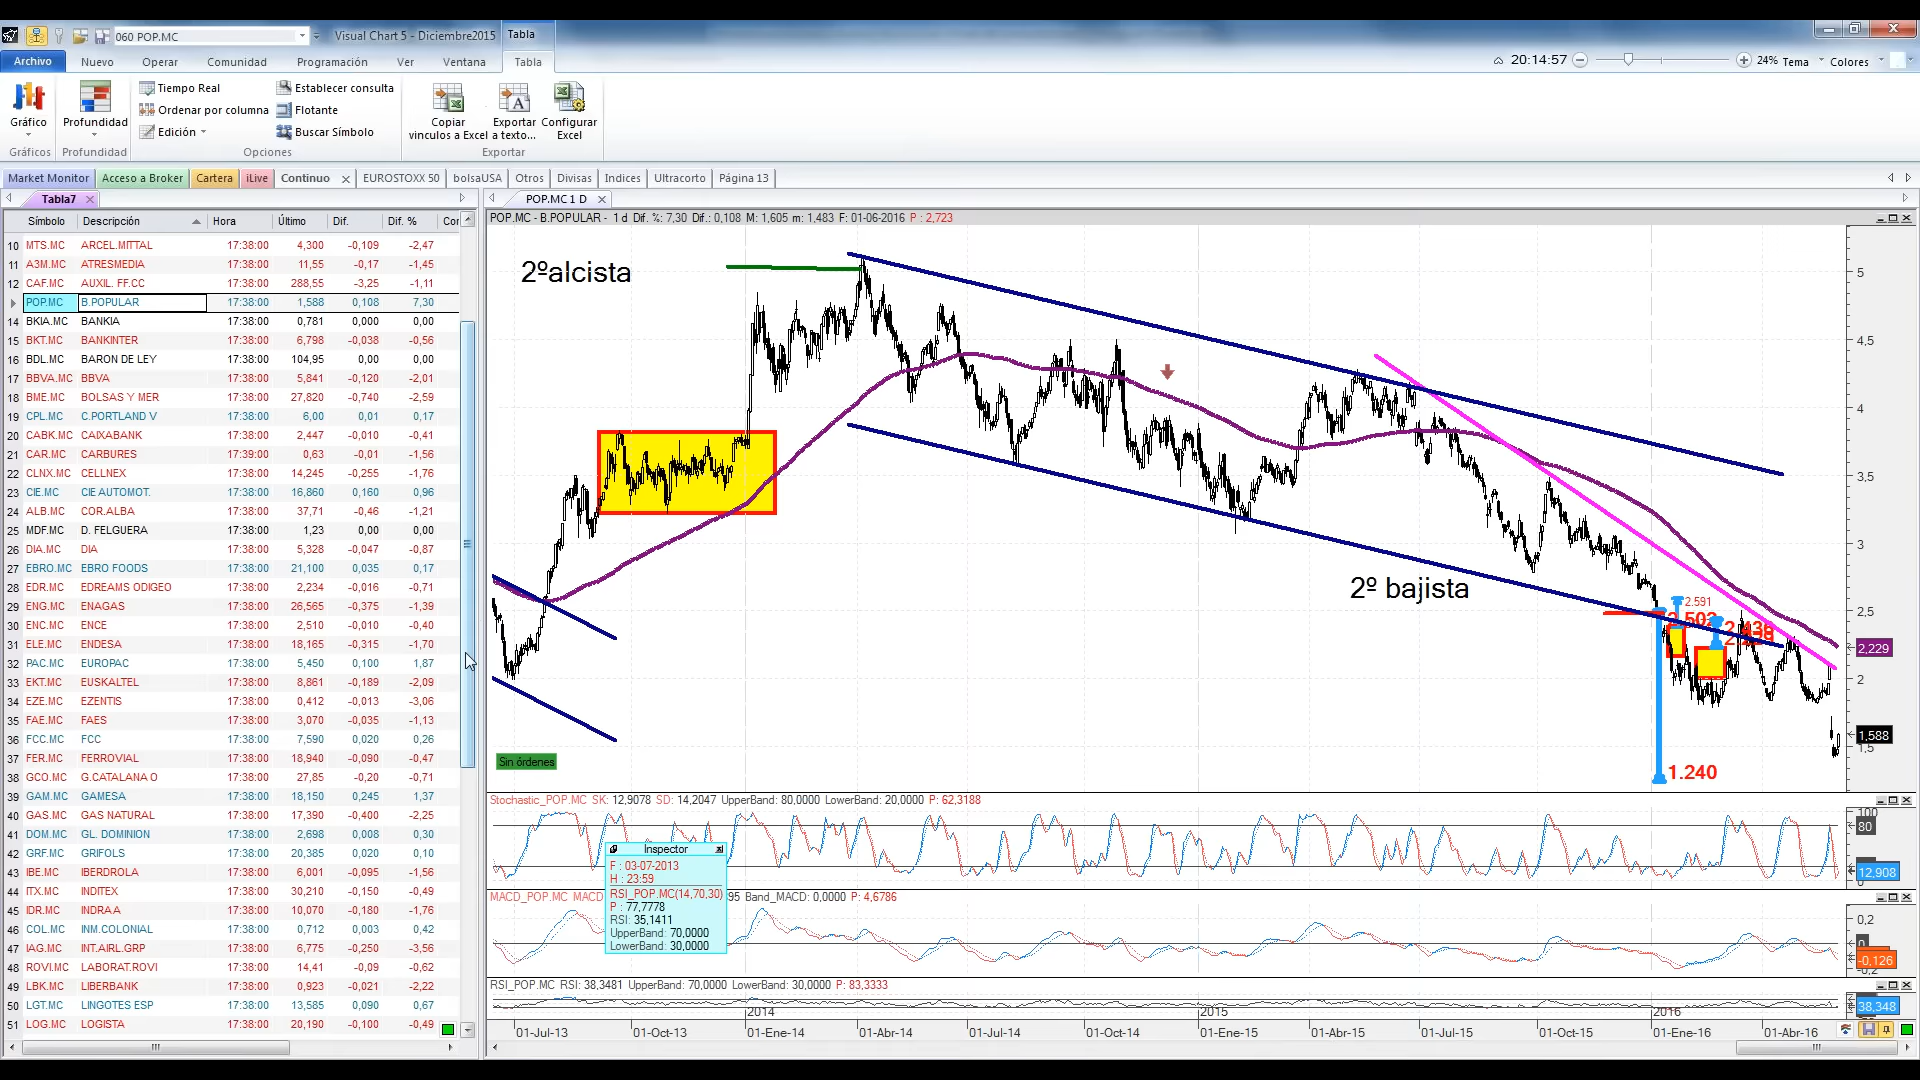 060 POP.MC
Visual Chart 5 - Diciembre2015
Tabla
Archivo Nuevo Operar Comunidad Programación Ver Ventana Tabla
20:14:57 24% Tema Colores
Gráfico Profundidad
Tiempo Real
Ordenar por columna
Edición
Establecer consulta
Flotante
Buscar Símbolo
Copiar vinculos a Excel
Exportar a texto...
Configurar Excel
Gráficos Profundidad Opciones Exportar
Market Monitor Acceso a Broker Cartera iLive Continuo EUROSTOXX 50 bolsaUSA Otros Divisas Indices Ultracorto Página 13
Tabla7
POP.MC 1 D
Símbolo Descripción Hora Último Dif. Dif. % Cor
10 MTS.MC ARCEL.MITTAL 17:38:00 4,300 -0,109 -2,47
11 A3M.MC ATRESMEDIA 17:38:00 11,55 -0,17 -1,45
12 CAF.MC AUXIL. FF.CC 17:38:00 288,55 -3,25 -1,11
POP.MC B.POPULAR 17:38:00 1,588 0,108 7,30
14 BKIA.MC BANKIA 17:38:00 0,781 0,000 0,00
15 BKT.MC BANKINTER 17:38:00 6,798 -0,038 -0,56
16 BDL.MC BARON DE LEY 17:38:00 104,95 0,00 0,00
17 BBVA.MC BBVA 17:38:00 5,841 -0,120 -2,01
18 BME.MC BOLSAS Y MER 17:38:00 27,820 -0,740 -2,59
19 CPL.MC C.PORTLAND V 17:38:00 6,00 0,01 0,17
20 CABK.MC CAIXABANK 17:38:00 2,447 -0,010 -0,41
21 CAR.MC CARBURES 17:39:00 0,63 -0,01 -1,56
22 CLNX.MC CELLNEX 17:38:00 14,245 -0,255 -1,76
23 CIE.MC CIE AUTOMOT. 17:38:00 16,860 0,160 0,96
24 ALB.MC COR.ALBA 17:38:00 37,71 -0,46 -1,21
25 MDF.MC D. FELGUERA 17:38:00 1,23 0,00 0,00
26 DIA.MC DIA 17:38:00 5,328 -0,047 -0,87
27 EBRO.MC EBRO FOODS 17:38:00 21,100 0,035 0,17
28 EDR.MC EDREAMS ODIGEO 17:38:00 2,234 -0,016 -0,71
29 ENG.MC ENAGAS 17:38:00 26,565 -0,375 -1,39
30 ENC.MC ENCE 17:38:00 2,510 -0,010 -0,40
31 ELE.MC ENDESA 17:38:00 18,165 -0,315 -1,70
32 PAC.MC EUROPAC 17:38:00 5,450 0,100 1,87
33 EKT.MC EUSKALTEL 17:38:00 8,861 -0,189 -2,09
34 EZE.MC EZENTIS 17:38:00 0,412 -0,013 -3,06
35 FAE.MC FAES 17:38:00 3,070 -0,035 -1,13
36 FCC.MC FCC 17:38:00 7,590 0,020 0,26
37 FER.MC FERROVIAL 17:38:00 18,940 -0,090 -0,47
38 GCO.MC G.CATALANA O 17:38:00 27,85 -0,20 -0,71
39 GAM.MC GAMESA 17:38:00 18,150 0,245 1,37
40 GAS.MC GAS NATURAL 17:38:00 17,390 -0,400 -2,25
41 DOM.MC GL. DOMINION 17:38:00 2,698 0,008 0,30
42 GRF.MC GRIFOLS 17:38:00 20,385 0,020 0,10
43 IBE.MC IBERDROLA 17:38:00 6,001 -0,095 -1,56
44 ITX.MC INDITEX 17:38:00 30,210 -0,150 -0,49
45 IDR.MC INDRA A 17:38:00 10,070 -0,180 -1,76
46 COL.MC INM.COLONIAL 17:38:00 0,712 0,003 0,42
47 IAG.MC INT.AIRL.GRP 17:38:00 6,775 -0,250 -3,56
48 ROVI.MC LABORAT.ROVI 17:38:00 14,41 -0,09 -0,62
49 LBK.MC LIBERBANK 17:38:00 0,923 -0,021 -2,22
50 LGT.MC LINGOTES ESP 17:38:00 13,585 0,090 0,67
51 LOG.MC LOGISTA 17:38:00 20,190 -0,100 -0,49
POP.MC - B.POPULAR - 1 d Dif. %: 7,30 Dif.: 0,108 M: 1,605 m: 1,483 F: 01-06-2016 P : 2,723
2ºalcista
2º bajista
2.591
2.502
2.436
1.240
Sin órdenes
5
4,5
4
3,5
3
2,5
2,229
2
1,588
1,5
Stochastic_POP.MC SK: 12,9078 SD: 14,2047 UpperBand: 80,0000 LowerBand: 20,0000 P: 62,3188
100
80
12,908
0
Inspector
F : 03-07-2013
H : 23:59
RSI_POP.MC(14,70,30)
P : 77,7778
RSI: 35,1411
UpperBand: 70,0000
LowerBand: 30,0000
MACD_POP.MC MACD 95 Band_MACD: 0,0000 P: 4,6786
0,2
0
-0,126
-0,2
RSI_POP.MC RSI: 38,3481 UpperBand: 70,0000 LowerBand: 30,0000 P: 83,3333
38,348
2014 2015 2016
01-Jul-13 01-Oct-13 01-Ene-14 01-Abr-14 01-Jul-14 01-Oct-14 01-Ene-15 01-Abr-15 01-Jul-15 01-Oct-15 01-Ene-16 01-Abr-16